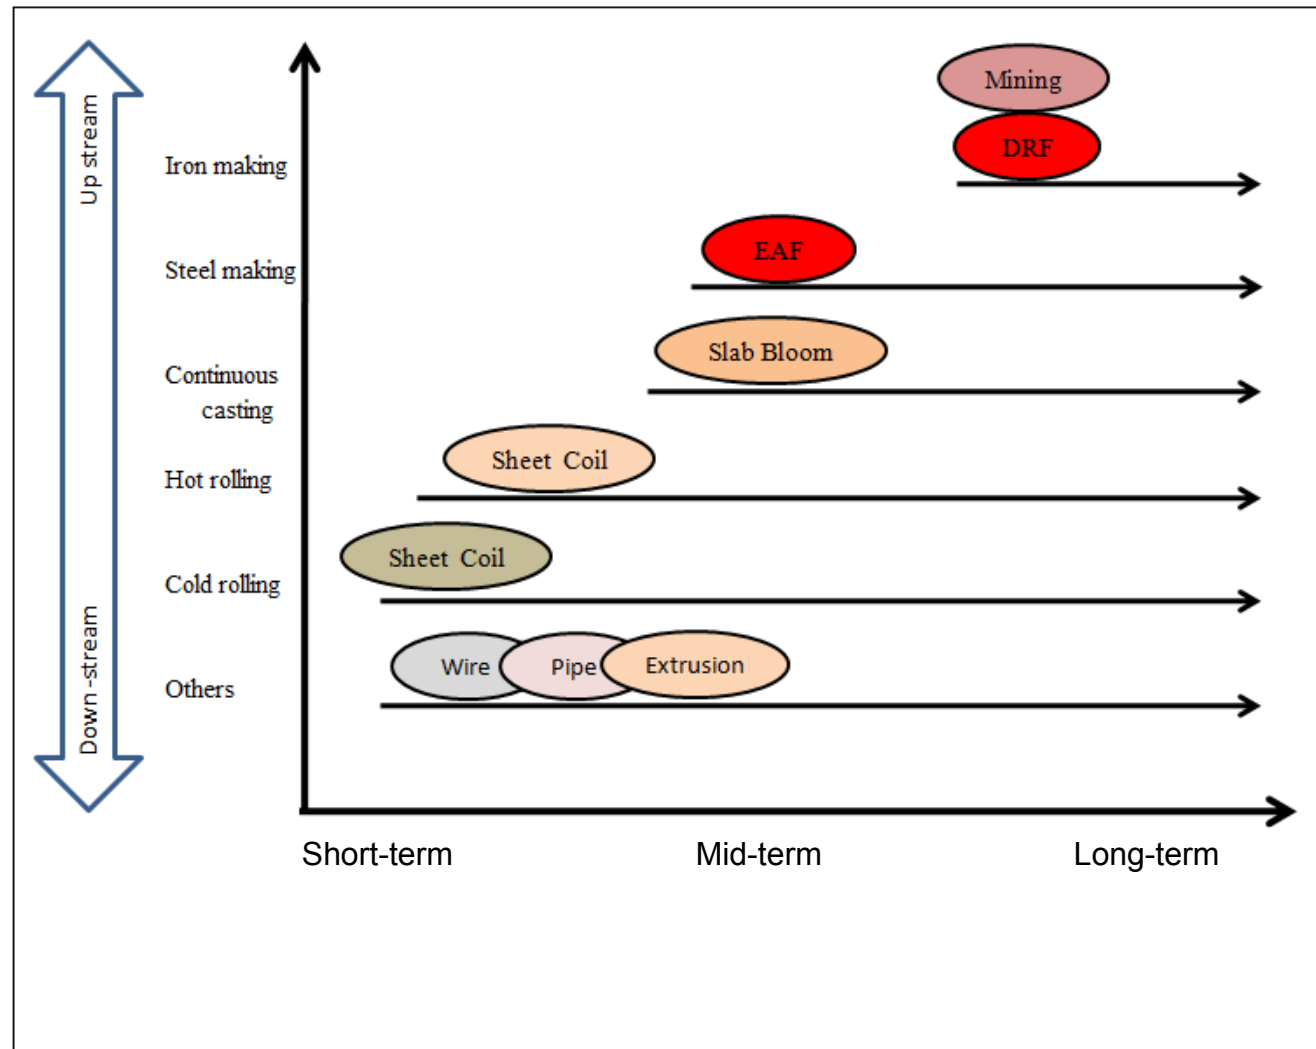 Up stream
Down -stream
Mining
DRF
Iron making
EAF
Steel making
Slab Bloom
Continuous
casting
Sheet Coil
Hot rolling
Sheet Coil
Cold rolling
Wire
Pipe
Extrusion
Others
Short-term
Mid-term
Long-term